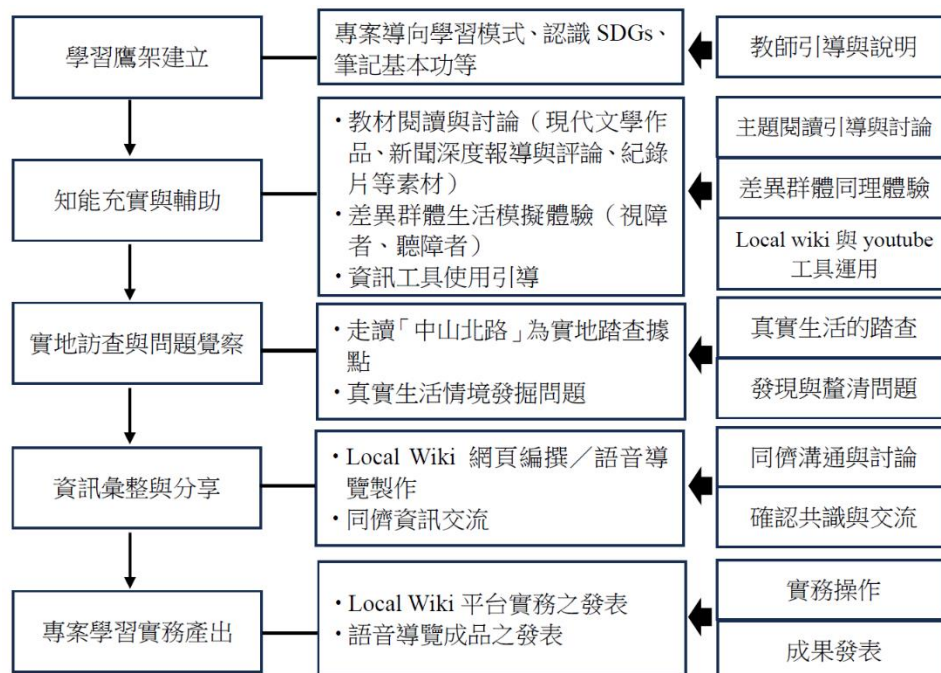 學習鷹架建立
專案導向學習模式、認識 SDGs、
筆記基本功等
教師引導與說明
知能充實與輔助
・教材閱讀與討論（現代文學作
品、新聞深度報導與評論、紀錄
片等素材）
・差異群體生活模擬體驗（視障
者、聽障者）
・資訊工具使用引導
主題閱讀引導與討論
差異群體同理體驗
Local wiki 與 youtube
工具運用
實地訪查與問題覺察
・走讀「中山北路」為實地踏查據
點
・真實生活情境發掘問題
真實生活的踏查
發現與釐清問題
資訊彙整與分享
・Local Wiki 網頁編撰／語音導
覽製作
・同儕資訊交流
同儕溝通與討論
確認共識與交流
專案學習實務產出
・Local Wiki 平台實務之發表
・語音導覽成品之發表
實務操作
成果發表